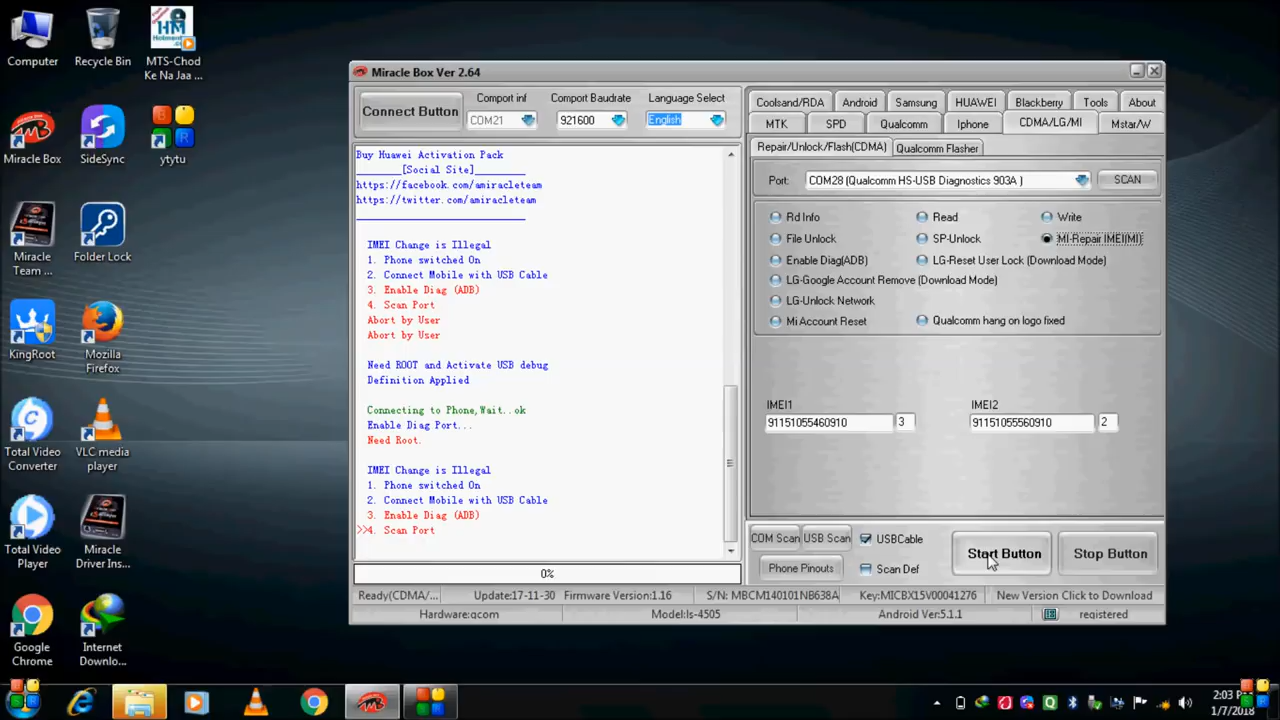 Computer
Recycle Bin
HM
MTS-Chod
Ke Na Jaa ...
Miracle Box
SideSync
ytytu
Miracle
Team ...
Folder Lock
KingRoot
Mozilla
Firefox
Total Video
Converter
VLC media
player
Total Video
Player
Miracle
Driver Ins...
Google
Chrome
Internet
Downlo...
Miracle Box Ver 2.64
Connect Button
Comport inf
Comport Baudrate
Language Select
COM21
921600
English
Buy Huawei Activation Pack
______[Social Site]______
https://facebook.com/amiracleteam
https://twitter.com/amiracleteam
IMEI Change is Illegal
1. Phone switched On
2. Connect Mobile with USB Cable
3. Enable Diag (ADB)
4. Scan Port
Abort by User
Abort by User
Need ROOT and Activate USB debug
Definition Applied
Connecting to Phone,Wait..ok
Enable Diag Port...
Need Root.
IMEI Change is Illegal
1. Phone switched On
2. Connect Mobile with USB Cable
3. Enable Diag (ADB)
>>4. Scan Port
0%
Coolsand/RDA Android Samsung HUAWEI Blackberry Tools About
MTK SPD Qualcomm Iphone CDMA/LG/MI Mstar/W
Repair/Unlock/Flash(CDMA) Qualcomm Flasher
Port: COM28 (Qualcomm HS-USB Diagnostics 903A ) SCAN
Rd Info Read Write
File Unlock SP-Unlock MI-Repair IMEI(MI)
Enable Diag(ADB) LG-Reset User Lock (Download Mode)
LG-Google Account Remove (Download Mode)
LG-Unlock Network
Mi Account Reset Qualcomm hang on logo fixed
IMEI1 IMEI2
91151055460910 3 91151055560910 2
COM Scan USB Scan USBCable
Start Button Stop Button
Phone Pinouts Scan Def
Ready(CDMA/... Update:17-11-30 Firmware Version:1.16 S/N: MBCM140101NB638A Key:MICBX15V00041276 New Version Click to Download
Hardware:qcom Model:ls-4505 Android Ver:5.1.1 registered
2:03 PM
1/7/2018